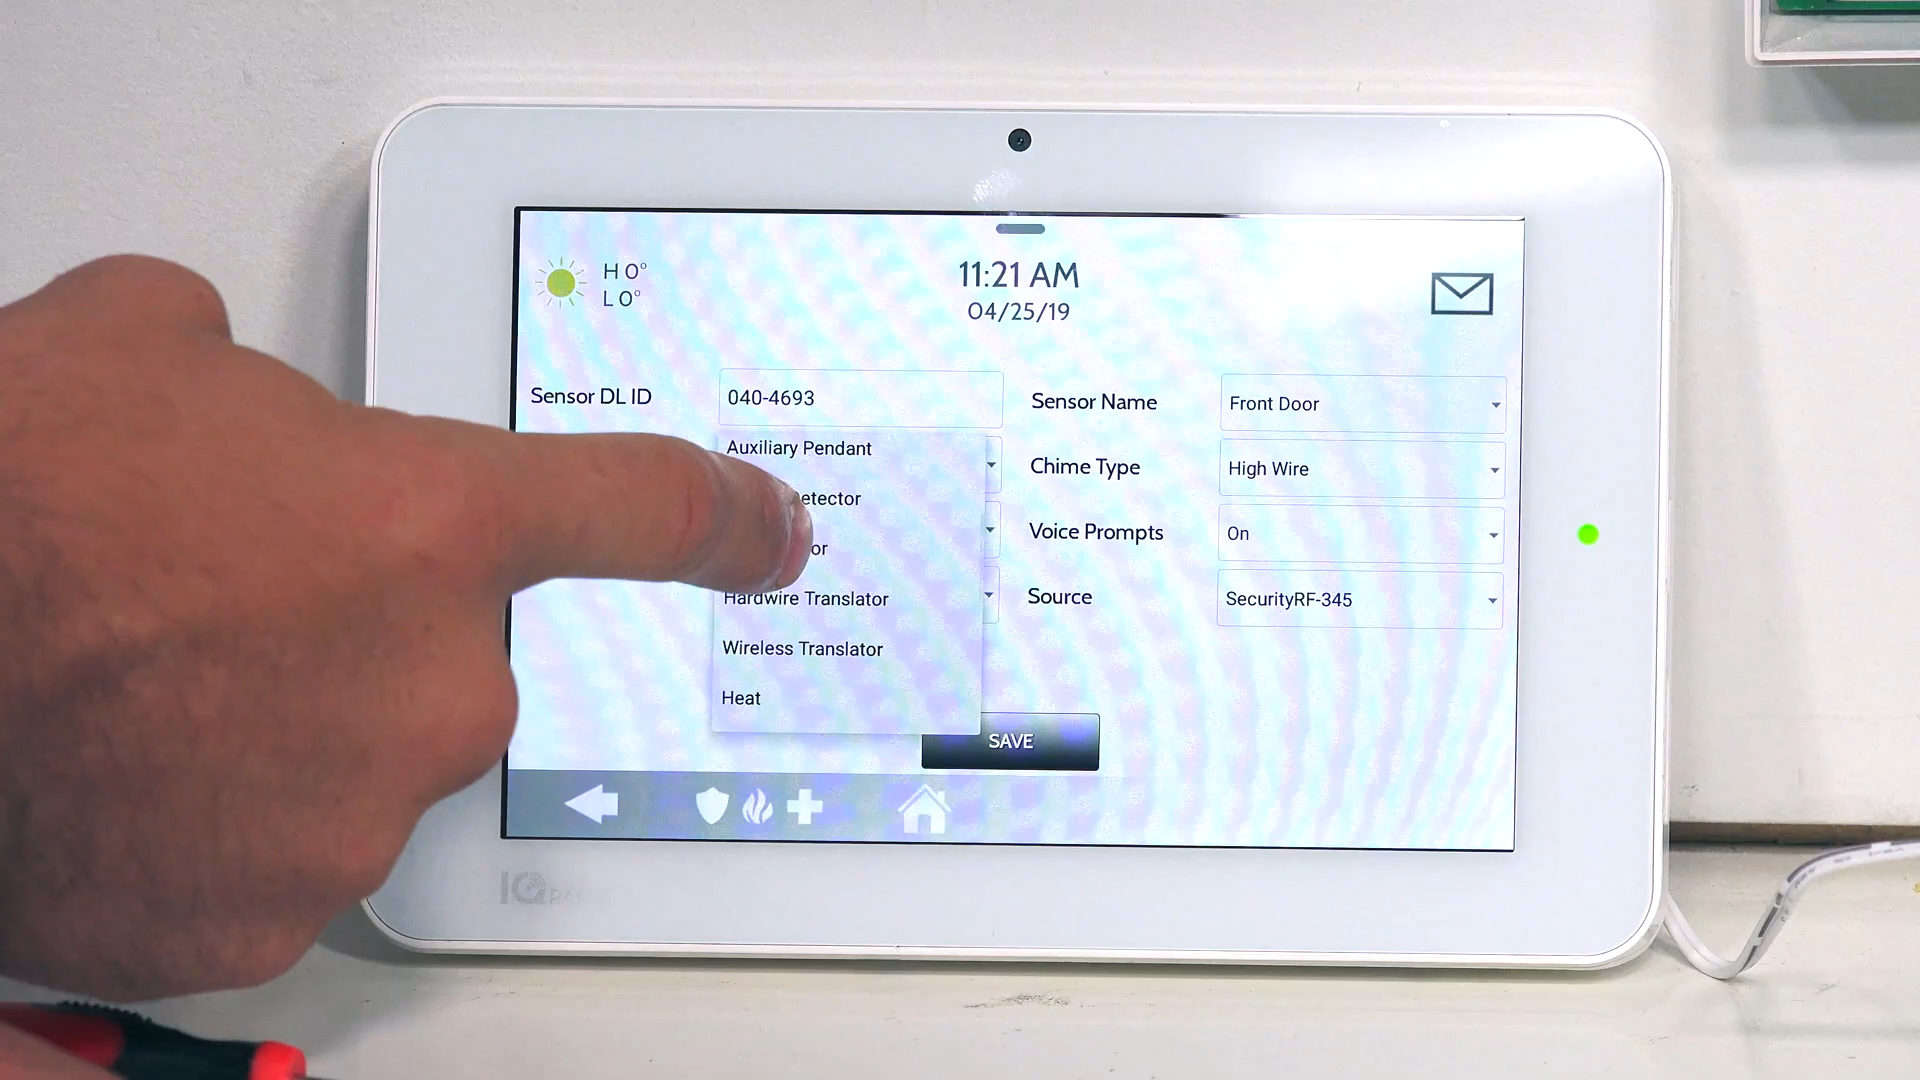 H 0°
L 0°
11:21 AM
04/25/19
Sensor DL ID
040-4693
Auxiliary Pendant
Hardwire Translator
Wireless Translator
Heat
Sensor Name
Front Door
Chime Type
High Wire
Voice Prompts
On
Source
SecurityRF-345
SAVE
IQ